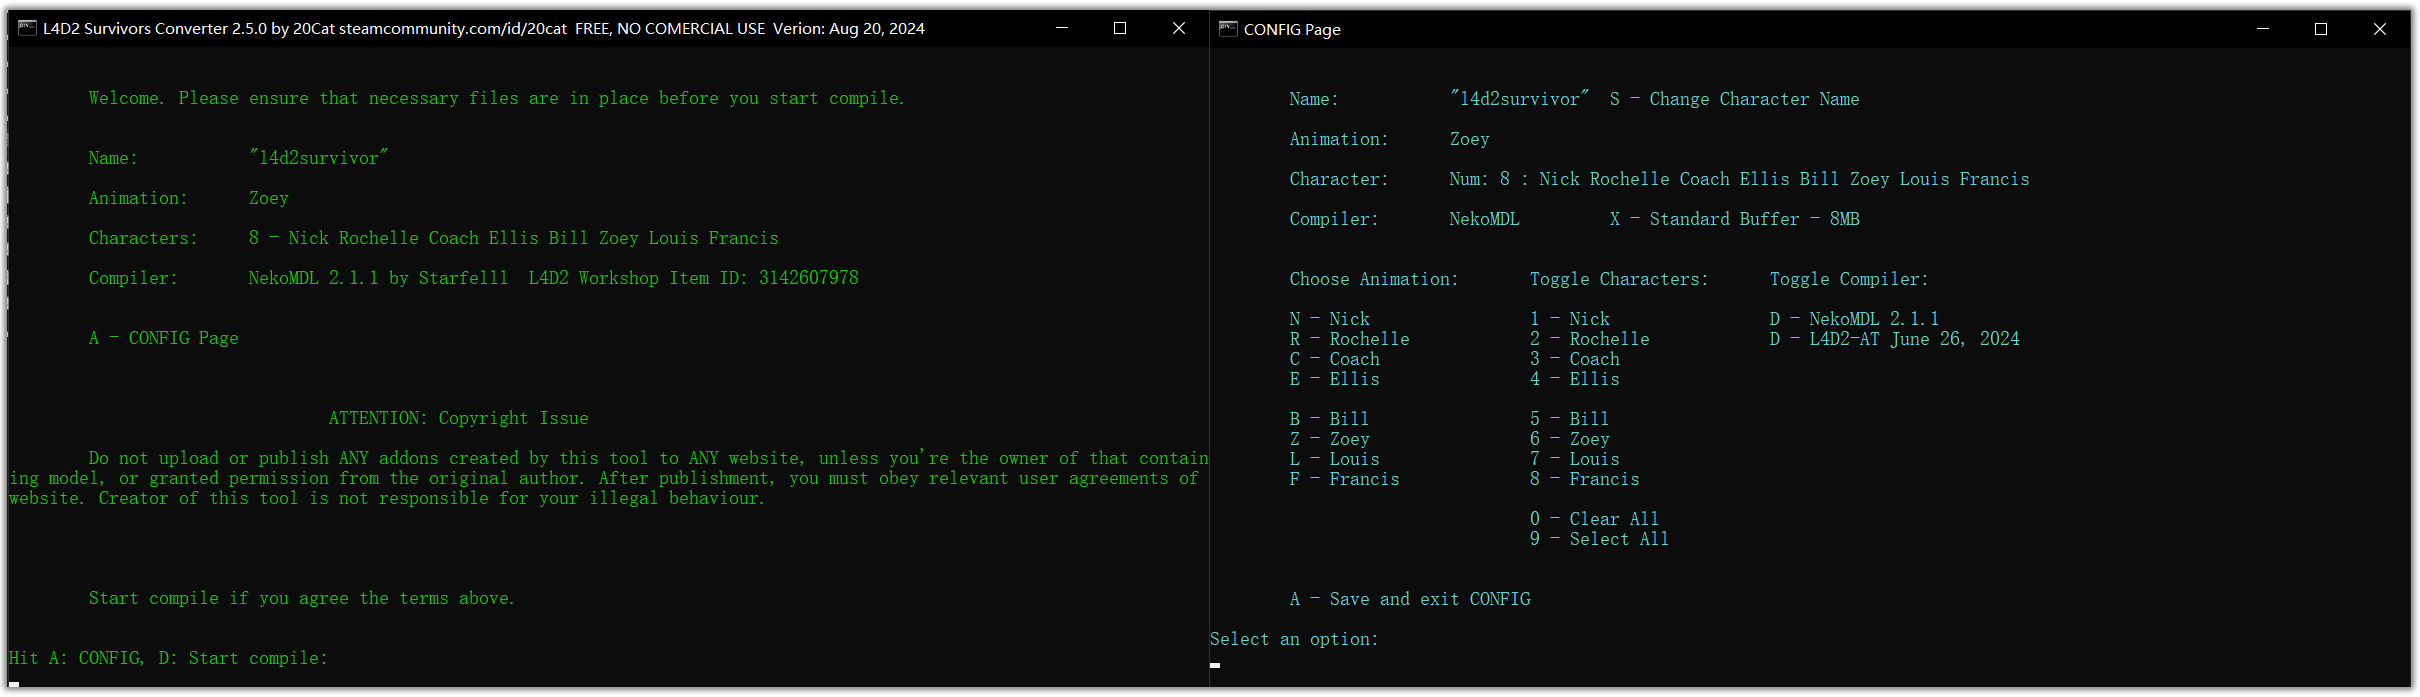 L4D2 Survivors Converter 2.5.0 by 20Cat steamcommunity.com/id/20cat  FREE, NO COMERCIAL USE  Verion: Aug 20, 2024
Welcome. Please ensure that necessary files are in place before you start compile.
Name: "l4d2survivor"
Animation: Zoey
Characters: 8 - Nick Rochelle Coach Ellis Bill Zoey Louis Francis
Compiler: NekoMDL 2.1.1 by Starfelll  L4D2 Workshop Item ID: 3142607978
A - CONFIG Page
ATTENTION: Copyright Issue
Do not upload or publish ANY addons created by this tool to ANY website, unless you're the owner of that contain
ing model, or granted permission from the original author. After publishment, you must obey relevant user agreements of
website. Creator of this tool is not responsible for your illegal behaviour.
Start compile if you agree the terms above.
Hit A: CONFIG, D: Start compile:
CONFIG Page
Name: "l4d2survivor"  S - Change Character Name
Animation: Zoey
Character: Num: 8 : Nick Rochelle Coach Ellis Bill Zoey Louis Francis
Compiler: NekoMDL X - Standard Buffer - 8MB
Choose Animation: Toggle Characters: Toggle Compiler:
N - Nick 1 - Nick D - NekoMDL 2.1.1
R - Rochelle 2 - Rochelle D - L4D2-AT June 26, 2024
C - Coach 3 - Coach
E - Ellis 4 - Ellis
B - Bill 5 - Bill
Z - Zoey 6 - Zoey
L - Louis 7 - Louis
F - Francis 8 - Francis
0 - Clear All
9 - Select All
A - Save and exit CONFIG
Select an option: